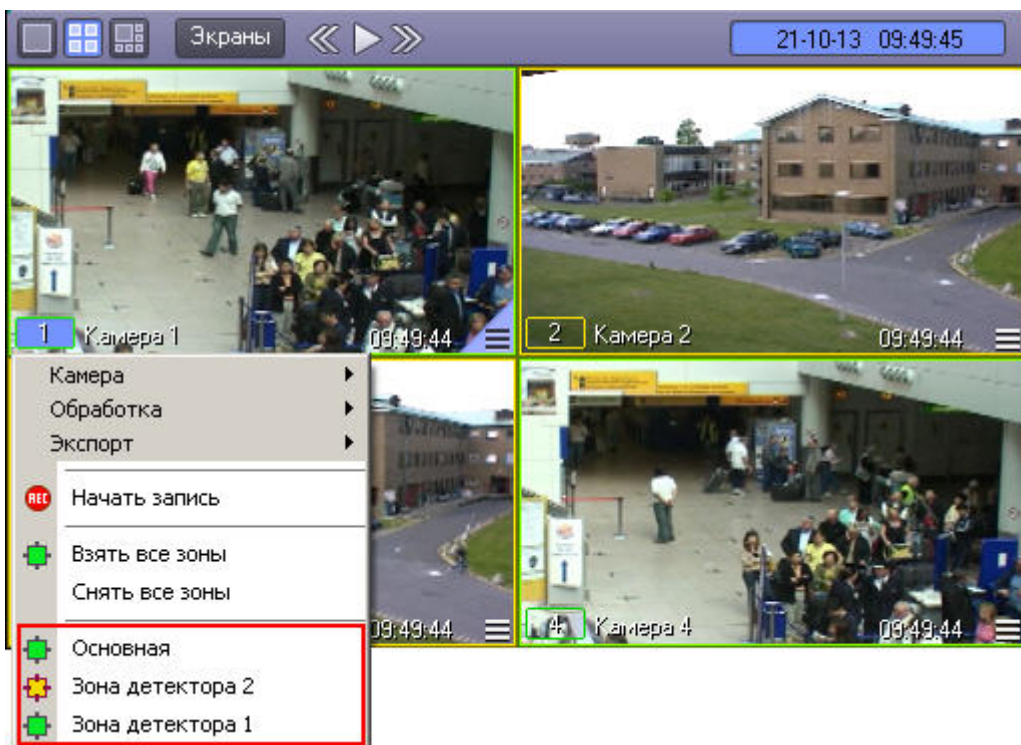 Экраны
21-10-13 09:49:45
1 Камера 1 09:49:44
2 Камера 2 09:49:44
Камера
Обработка
Экспорт
REC Начать запись
Взять все зоны
Снять все зоны
Основная
Зона детектора 2
Зона детектора 1
09:49:44
4 Камера 4 09:49:44